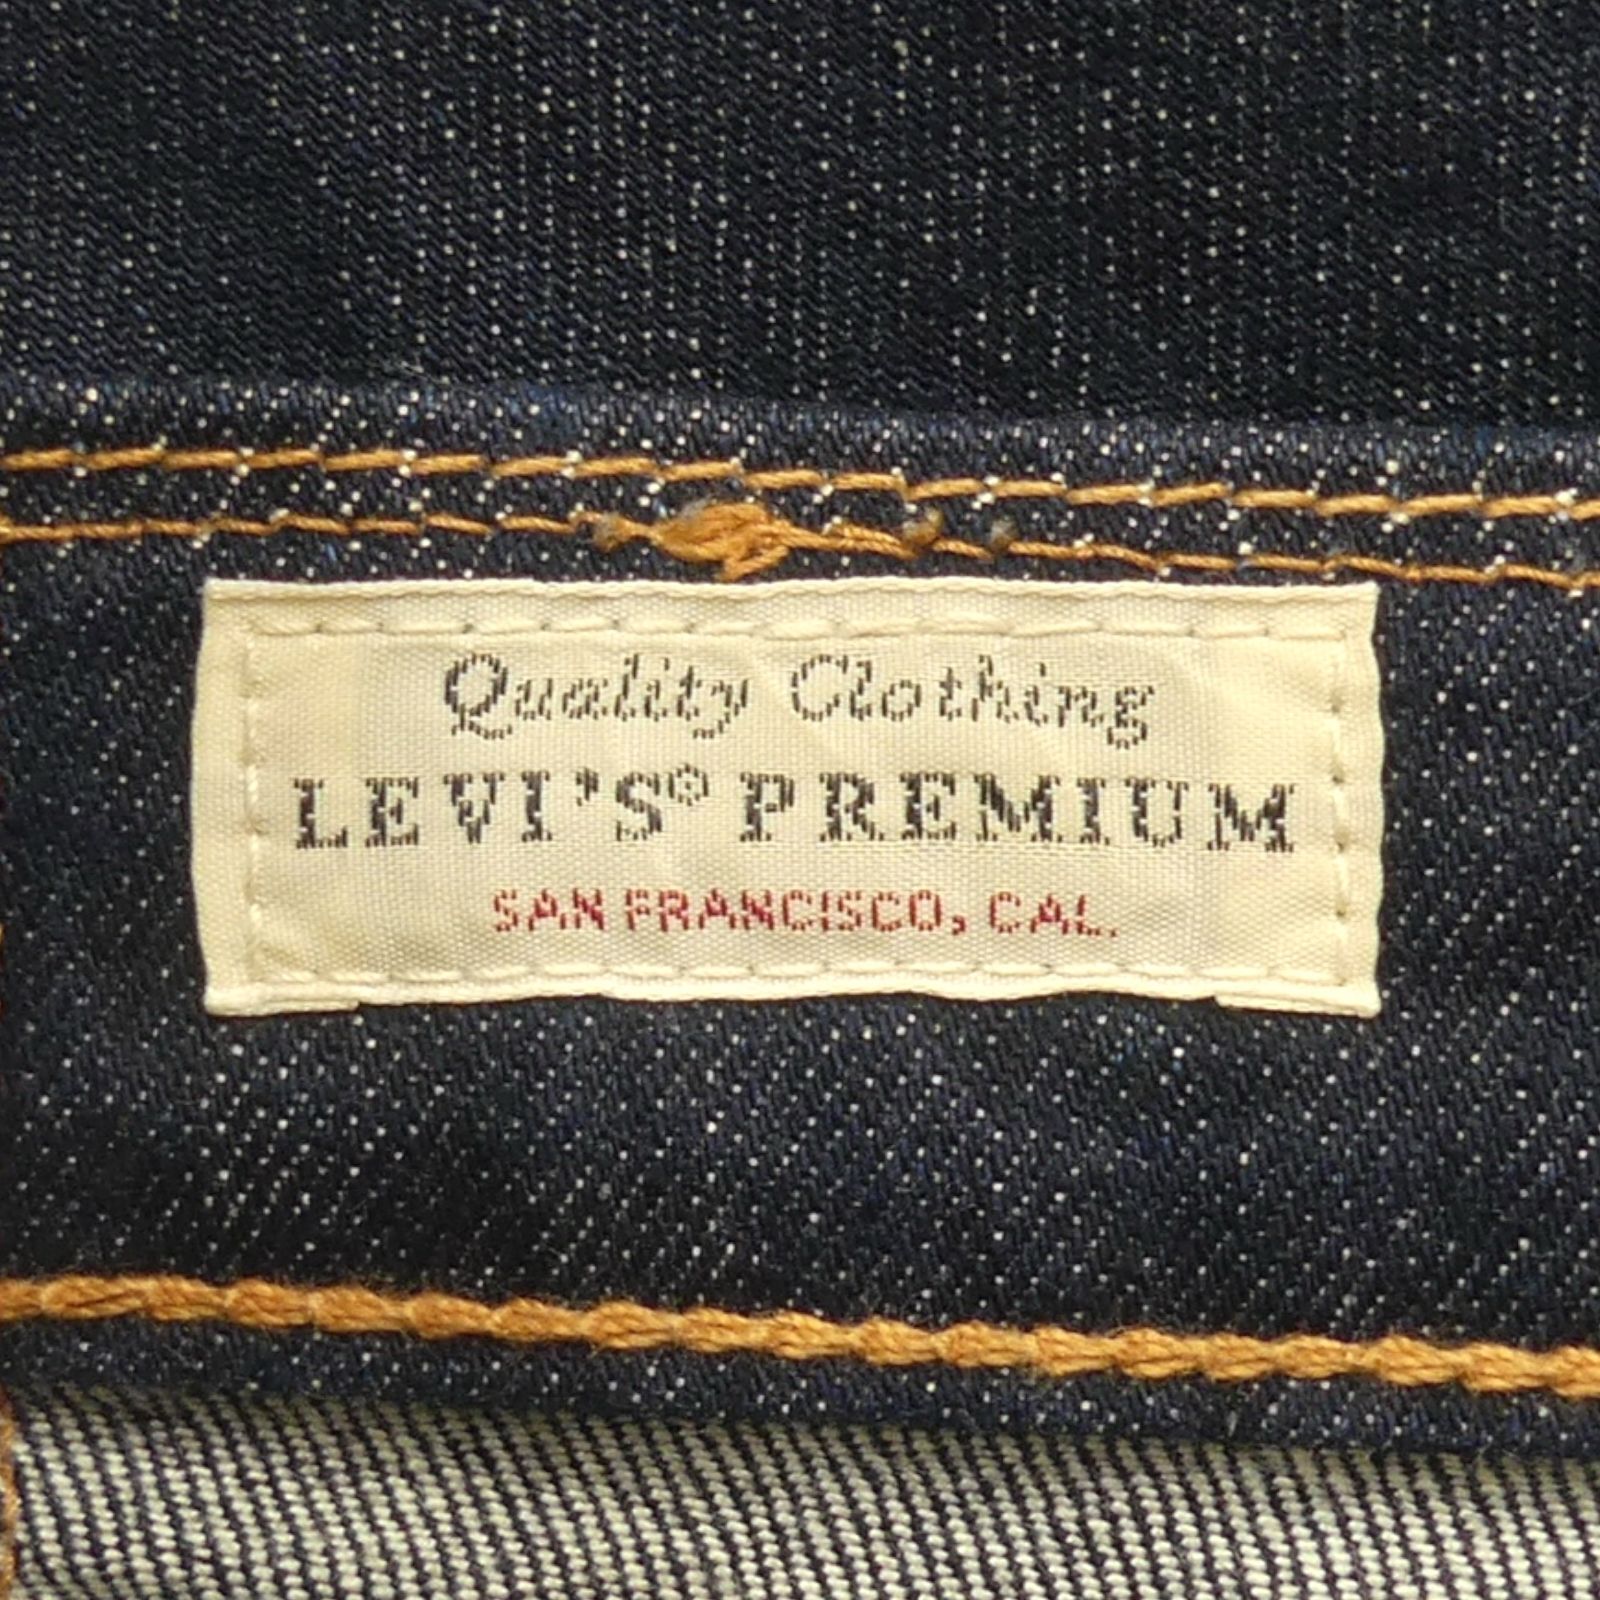 Quality Clothing
LEVI'S® PREMIUM
SAN FRANCISCO, CAL.